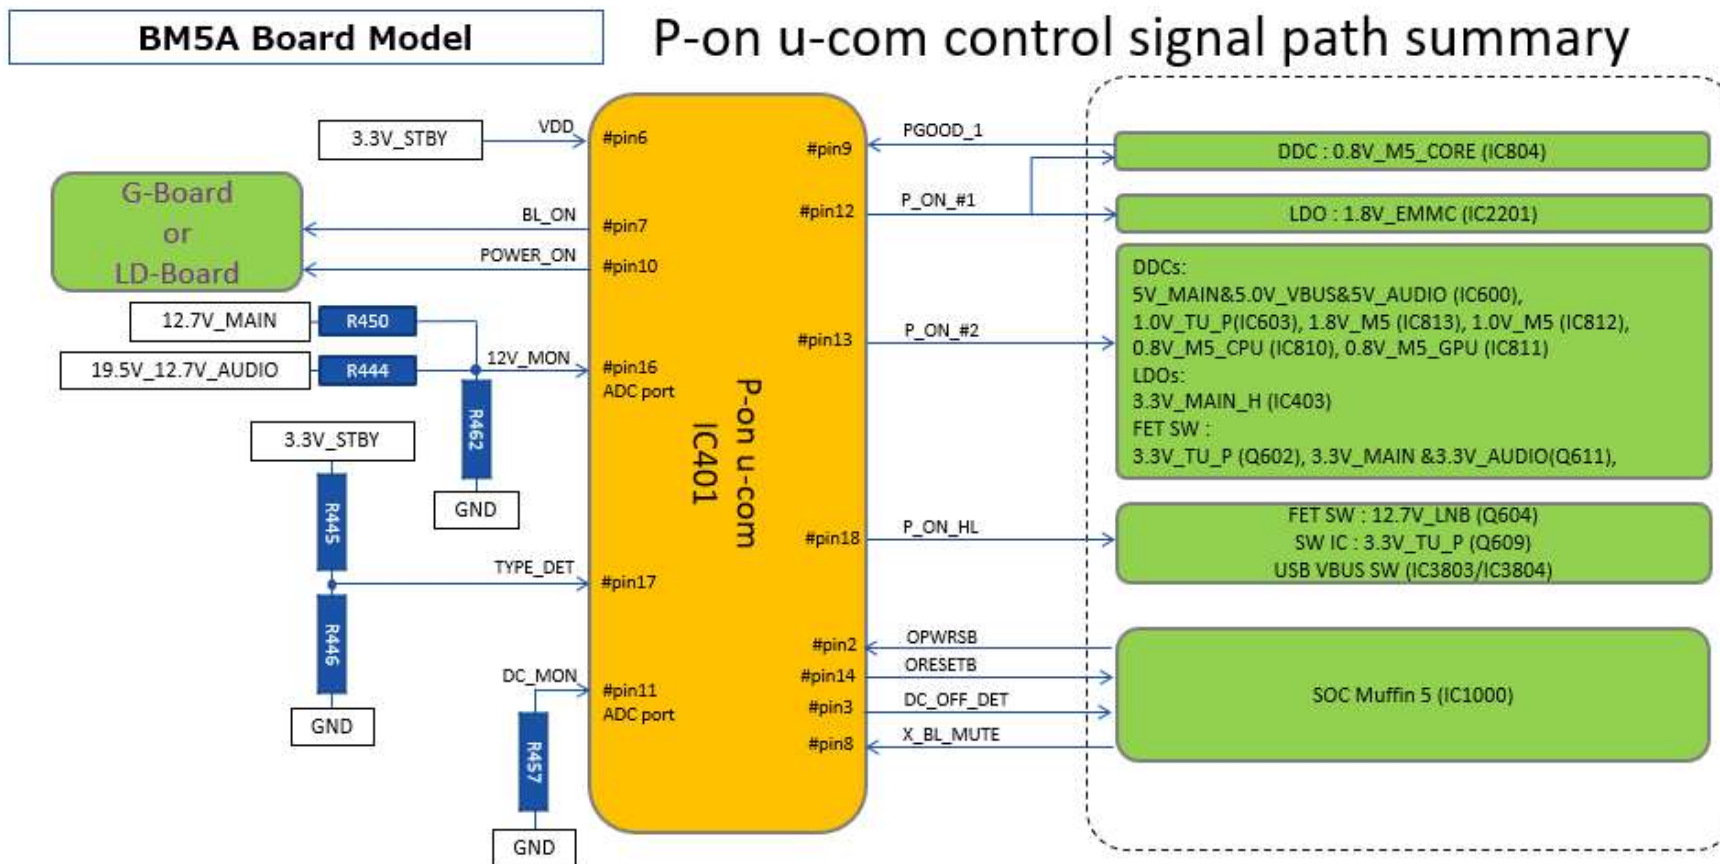 BM5A Board Model
P-on u-com control signal path summary
3.3V_STBY
VDD
#pin6
G-Board
or
LD-Board
BL_ON
#pin7
POWER_ON
#pin10
12.7V_MAIN
R450
19.5V_12.7V_AUDIO
R444
12V_MON
#pin16
ADC port
R462
GND
3.3V_STBY
R445
TYPE_DET
#pin17
R446
GND
DC_MON
#pin11
ADC port
R457
GND
P-on u-com
IC401
#pin9
PGOOD_1
DDC : 0.8V_M5_CORE (IC804)
#pin12
P_ON_#1
LDO : 1.8V_EMMC (IC2201)
#pin13
P_ON_#2
DDCs:
5V_MAIN&5.0V_VBUS&5V_AUDIO (IC600),
1.0V_TU_P(IC603), 1.8V_M5 (IC813), 1.0V_M5 (IC812),
0.8V_M5_CPU (IC810), 0.8V_M5_GPU (IC811)
LDOs:
3.3V_MAIN_H (IC403)
FET SW :
3.3V_TU_P (Q602), 3.3V_MAIN &3.3V_AUDIO(Q611),
#pin18
P_ON_HL
FET SW : 12.7V_LNB (Q604)
SW IC : 3.3V_TU_P (Q609)
USB VBUS SW (IC3803/IC3804)
#pin2
OPWRSB
#pin14
ORESETB
#pin3
DC_OFF_DET
#pin8
X_BL_MUTE
SOC Muffin 5 (IC1000)